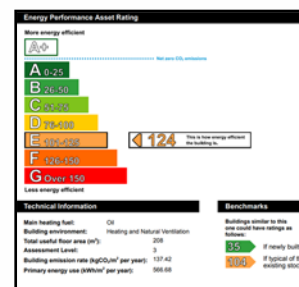 Energy Performance Asset Rating
More energy efficient
A+
Net zero CO2 emissions
A 0-25
B 26-50
C 51-75
D 76-100
E 101-125
124 This is how energy efficient
the building is.
F 126-150
G Over 150
Less energy efficient
Technical Information
Main heating fuel: Oil
Building environment: Heating and Natural Ventilation
Total useful floor area (m²): 208
Assessment Level: 3
Building emission rate (kgCO2/m² per year): 137.42
Primary energy use (kWh/m² per year): 566.68
Benchmarks
Buildings similar to this
one could have ratings as
follows:
35 If newly built
104 If typical of the
existing stock